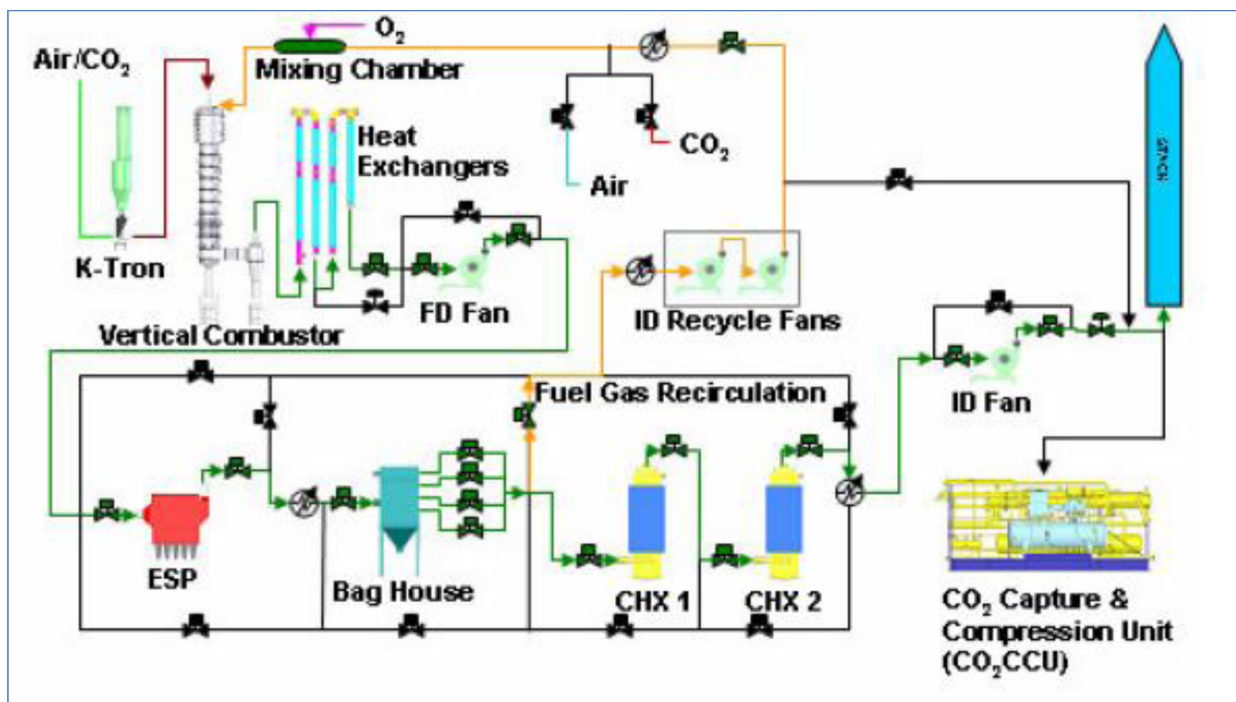 O2
Air/CO2
Mixing Chamber
Heat
Exchangers
CO2
Air
K-Tron
FD Fan
ID Recycle Fans
Vertical Combustor
Fuel Gas Recirculation
ID Fan
ESP
Bag House
CHX 1
CHX 2
CO2 Capture &
Compression Unit
(CO2CCU)